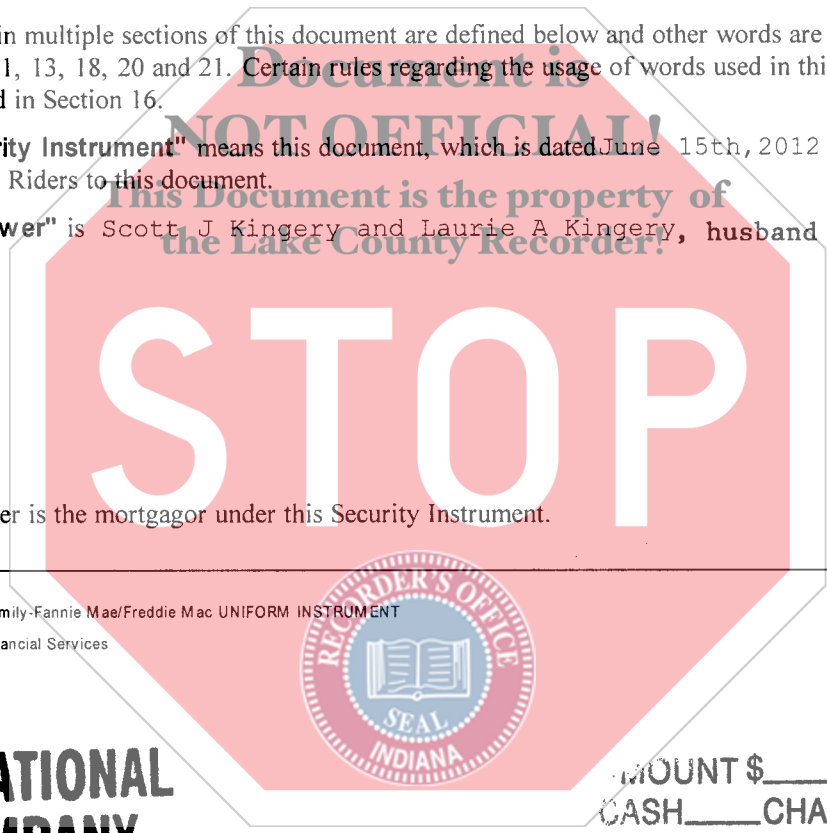 in multiple sections of this document are defined below and other words are
1, 13, 18, 20 and 21. Certain rules regarding the usage of words used in thi
d in Section 16.
Document is
NOT OFFICIAL!
rity Instrument" means this document, which is dated June 15th, 2012
Riders to this document.
This Document is the property of
wer" is Scott J Kingery and Laurie A Kingery, husband
the Lake County Recorder!
STOP
er is the mortgagor under this Security Instrument.
mily-Fannie Mae/Freddie Mac UNIFORM INSTRUMENT
ancial Services
RECORDER'S OFFICE
SEAL
INDIANA
ATIONAL
MPANY
MOUNT $____
CASH____CHA